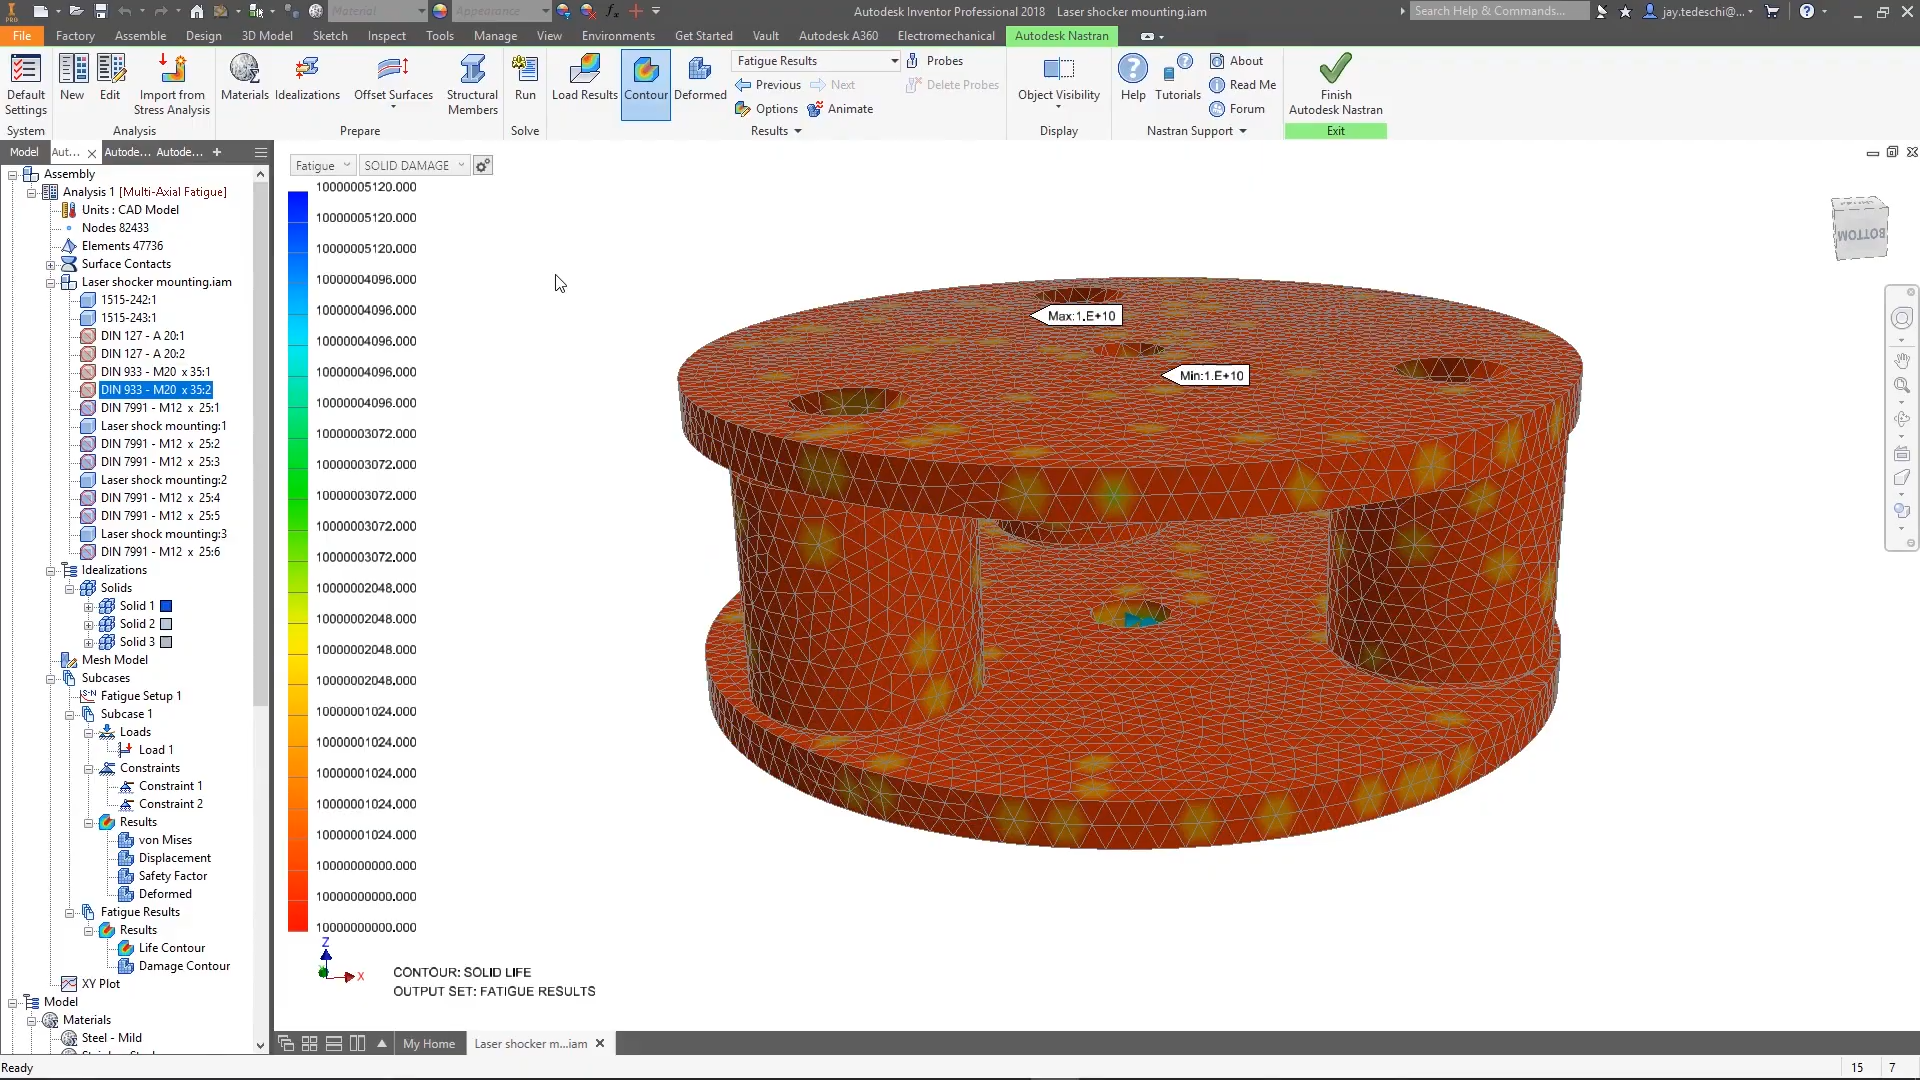 PRO
Material
Appearance
Autodesk Inventor Professional 2018 Laser shocker mounting.iam
Search Help & Commands...
jay.tedeschi@...
File Factory Assemble Design 3D Model Sketch Inspect Tools Manage View Environments Get Started Vault Autodesk A360 Electromechanical Autodesk Nastran
Default Settings
New
Edit
Import from Stress Analysis
Materials
Idealizations
Offset Surfaces
Structural Members
Run
Load Results
Contour
Deformed
Fatigue Results
Previous
Next
Options
Animate
Probes
Delete Probes
Object Visibility
Help
Tutorials
About
Read Me
Forum
Finish Autodesk Nastran
System Analysis Prepare Solve Results Display Nastran Support Exit
Model Aut... Autode... Autode...
Assembly
Analysis 1 [Multi-Axial Fatigue]
Units : CAD Model
Nodes 82433
Elements 47736
Surface Contacts
Laser shocker mounting.iam
1515-242:1
1515-243:1
DIN 127 - A 20:1
DIN 127 - A 20:2
DIN 933 - M20 x 35:1
DIN 933 - M20 x 35:2
DIN 7991 - M12 x 25:1
Laser shock mounting:1
DIN 7991 - M12 x 25:2
DIN 7991 - M12 x 25:3
Laser shock mounting:2
DIN 7991 - M12 x 25:4
DIN 7991 - M12 x 25:5
Laser shock mounting:3
DIN 7991 - M12 x 25:6
Idealizations
Solids
Solid 1
Solid 2
Solid 3
Mesh Model
Subcases
Fatigue Setup 1
Subcase 1
Loads
Load 1
Constraints
Constraint 1
Constraint 2
Results
von Mises
Displacement
Safety Factor
Deformed
Fatigue Results
Results
Life Contour
Damage Contour
XY Plot
Model
Materials
Steel - Mild
Fatigue SOLID DAMAGE
10000005120.000
10000005120.000
10000005120.000
10000004096.000
10000004096.000
10000004096.000
10000004096.000
10000004096.000
10000003072.000
10000003072.000
10000003072.000
10000003072.000
10000003072.000
10000002048.000
10000002048.000
10000002048.000
10000002048.000
10000001024.000
10000001024.000
10000001024.000
10000001024.000
10000001024.000
10000000000.000
10000000000.000
10000000000.000
Max:1.E+10
Min:1.E+10
BOTTOM
Z
X
CONTOUR: SOLID LIFE
OUTPUT SET: FATIGUE RESULTS
My Home Laser shocker m...iam
Ready
15 7